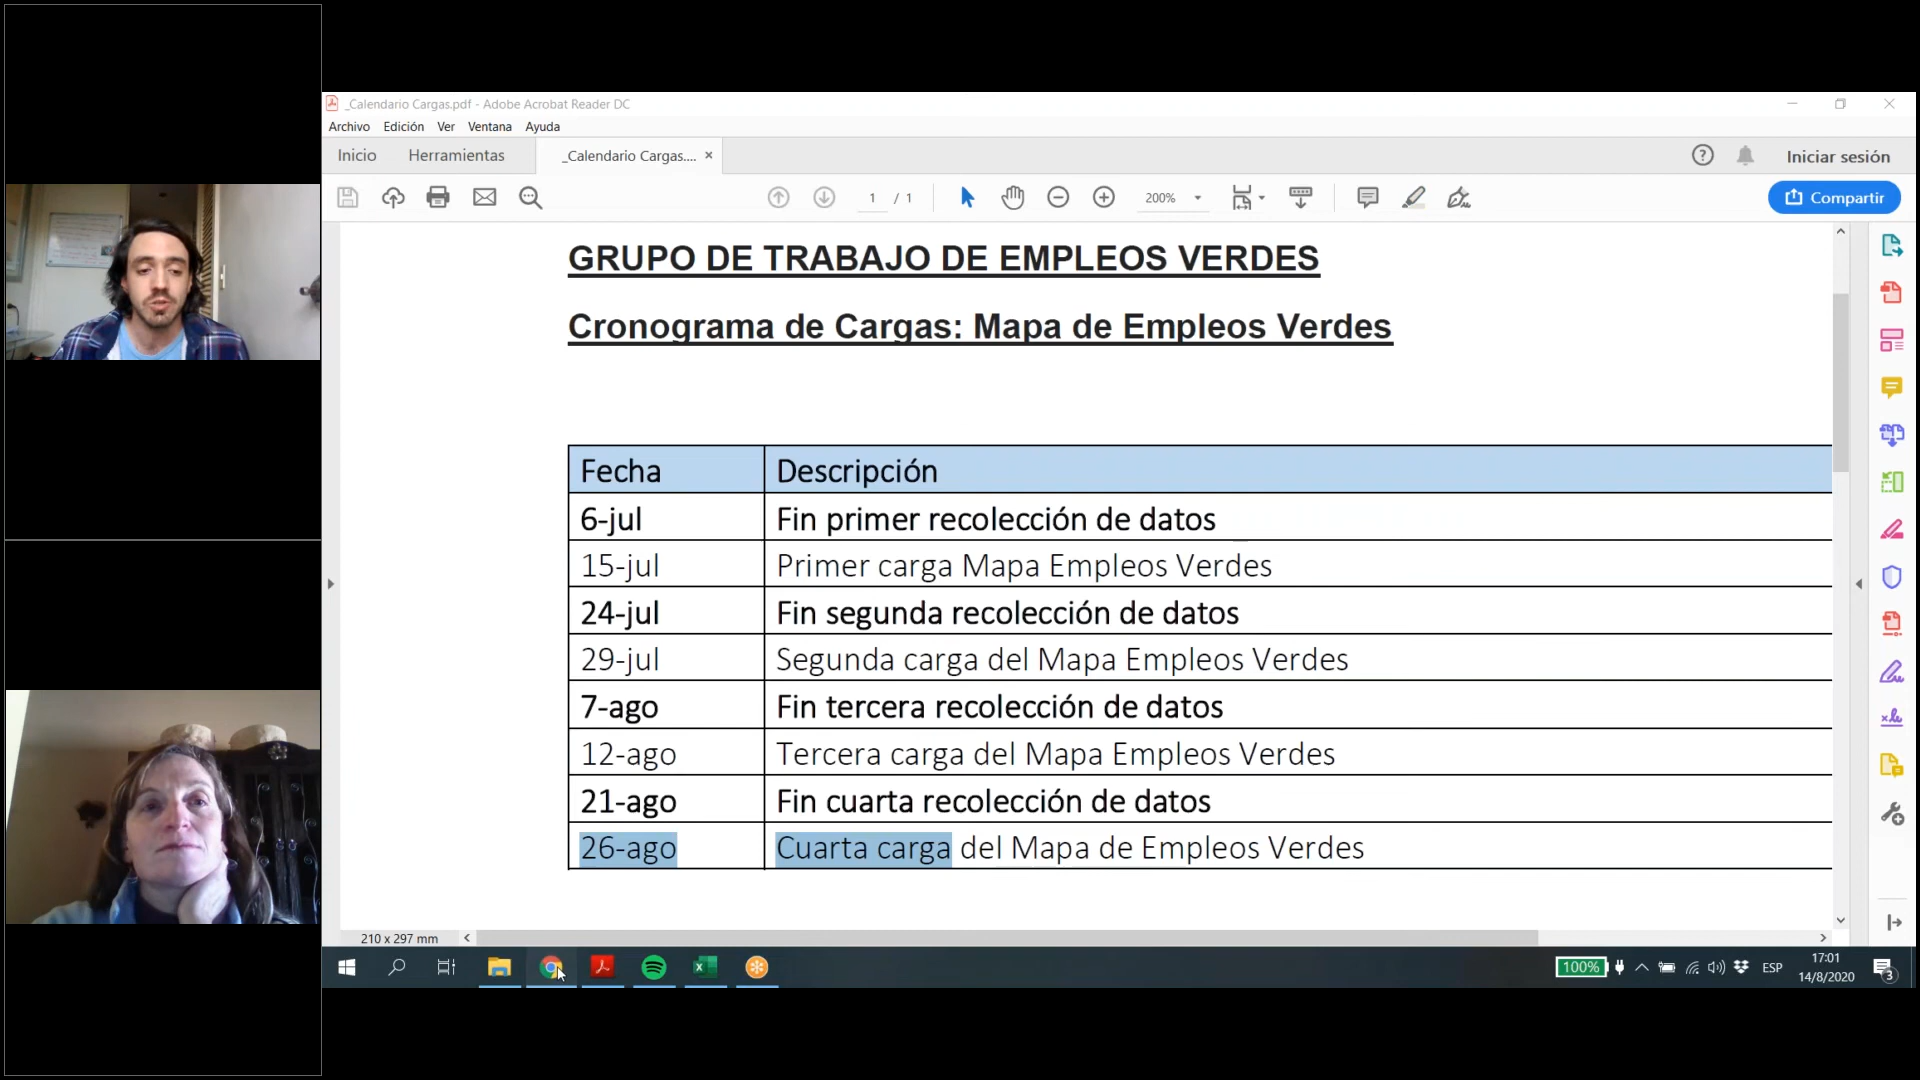 _Calendario Cargas.pdf - Adobe Acrobat Reader DC
Archivo Edición Ver Ventana Ayuda
Inicio Herramientas _Calendario Cargas.... × Iniciar sesión
1 / 1 200% Compartir
GRUPO DE TRABAJO DE EMPLEOS VERDES
Cronograma de Cargas: Mapa de Empleos Verdes
Fecha Descripción
6-jul Fin primer recolección de datos
15-jul Primer carga Mapa Empleos Verdes
24-jul Fin segunda recolección de datos
29-jul Segunda carga del Mapa Empleos Verdes
7-ago Fin tercera recolección de datos
12-ago Tercera carga del Mapa Empleos Verdes
21-ago Fin cuarta recolección de datos
26-ago Cuarta carga del Mapa de Empleos Verdes
210 x 297 mm
100% ESP 17:01
14/8/2020 3